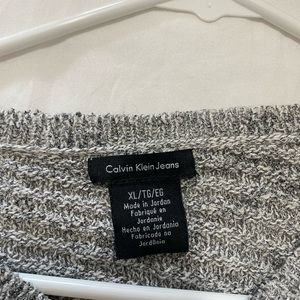 Calvin Klein Jeans
XL/TG/EG
Made in Jordan
Fabriqué en
Jordanie
Hecho en Jordania
Fabricado na
Jordânia